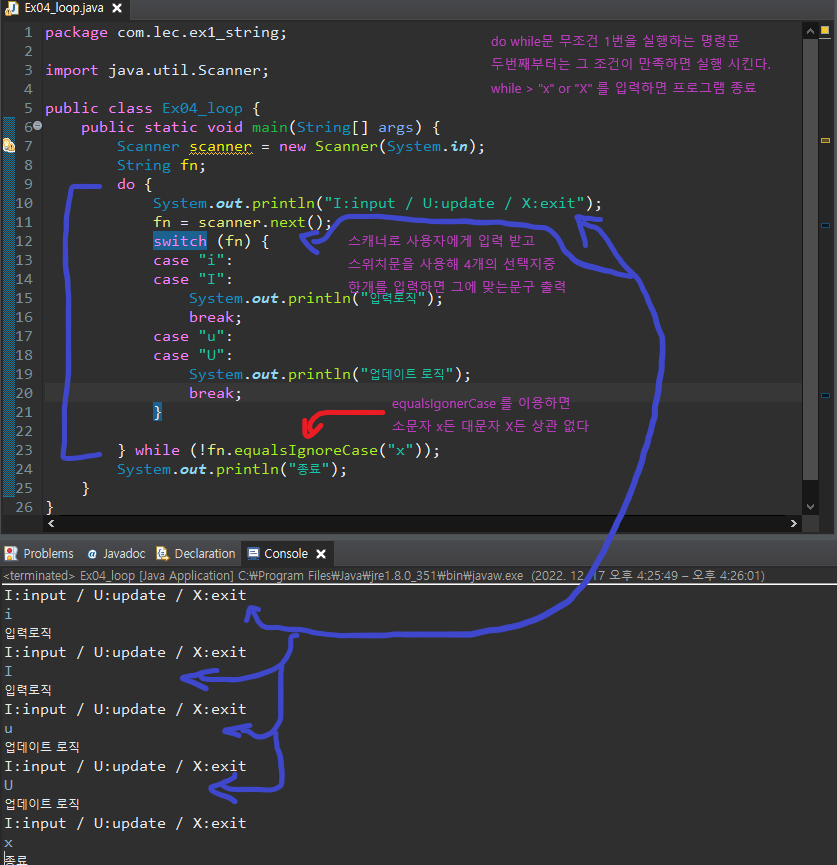 Ex04_loop.java
1 package com.lec.ex1_string;
2
3 import java.util.Scanner;
4
5 public class Ex04_loop {
6 public static void main(String[] args) {
7 Scanner scanner = new Scanner(System.in);
8 String fn;
9 do {
10 System.out.println("I:input / U:update / X:exit");
11 fn = scanner.next();
12 switch (fn) {
13 case "i":
14 case "I":
15 System.out.println("입력로직");
16 break;
17 case "u":
18 case "U":
19 System.out.println("업데이트 로직");
20 break;
21 }
22
23 } while (!fn.equalsIgnoreCase("x"));
24 System.out.println("종료");
25 }
26 }
do while문 무조건 1번을 실행하는 명령문
두번째부터는 그 조건이 만족하면 실행 시킨다.
while > "x" or "X" 를 입력하면 프로그램 종료
스캐너로 사용자에게 입력 받고
스위치문을 사용해 4개의 선택지중
한개를 입력하면 그에 맞는문구 출력
equalsIgonerCase 를 이용하면
소문자 x든 대문자 X든 상관 없다
Problems Javadoc Declaration Console
<terminated> Ex04_loop [Java Application] C:₩Program Files₩Java₩jre1.8.0_351₩bin₩javaw.exe (2022. 12. 17 오후 4:25:49 – 오후 4:26:01)
I:input / U:update / X:exit
i
입력로직
I:input / U:update / X:exit
I
입력로직
I:input / U:update / X:exit
u
업데이트 로직
I:input / U:update / X:exit
U
업데이트 로직
I:input / U:update / X:exit
x
종료